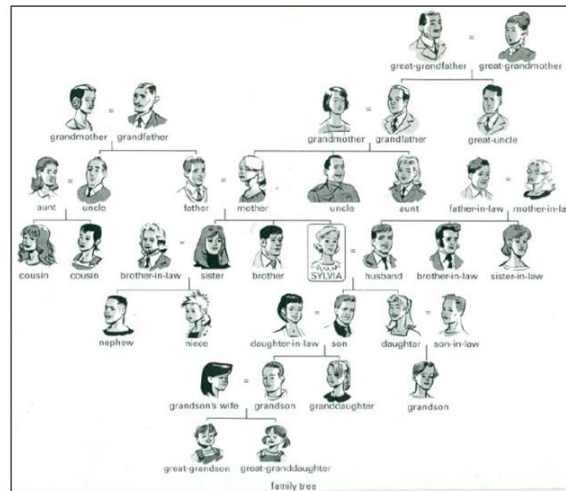 great-grandfather = great-grandmother
grandmother = grandfather
grandmother = grandfather great-uncle
aunt = uncle father = mother uncle aunt father-in-law = mother-in-la
cousin cousin brother-in-law = sister brother SYLVIA = husband brother-in-law sister-in-law
nephew niece daughter-in-law = son daughter = son-in-law
grandson's wife = grandson granddaughter grandson
great-grandson great-granddaughter
family tree